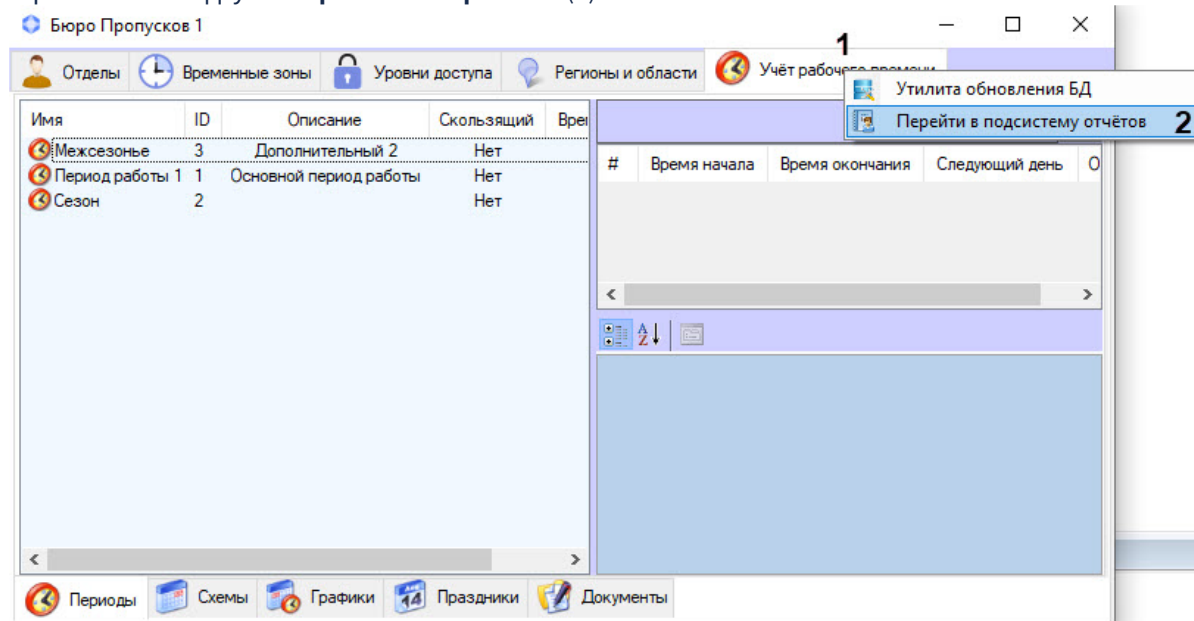 Бюро Пропусков 1
1
Отделы Временные зоны Уровни доступа Регионы и области Учёт рабочего времени
Утилита обновления БД
Перейти в подсистему отчётов 2
Имя ID Описание Скользящий
Межсезонье 3 Дополнительный 2 Нет
Период работы 1 1 Основной период работы Нет
Сезон 2 Нет
# Время начала Время окончания Следующий день
Периоды Схемы Графики Праздники Документы